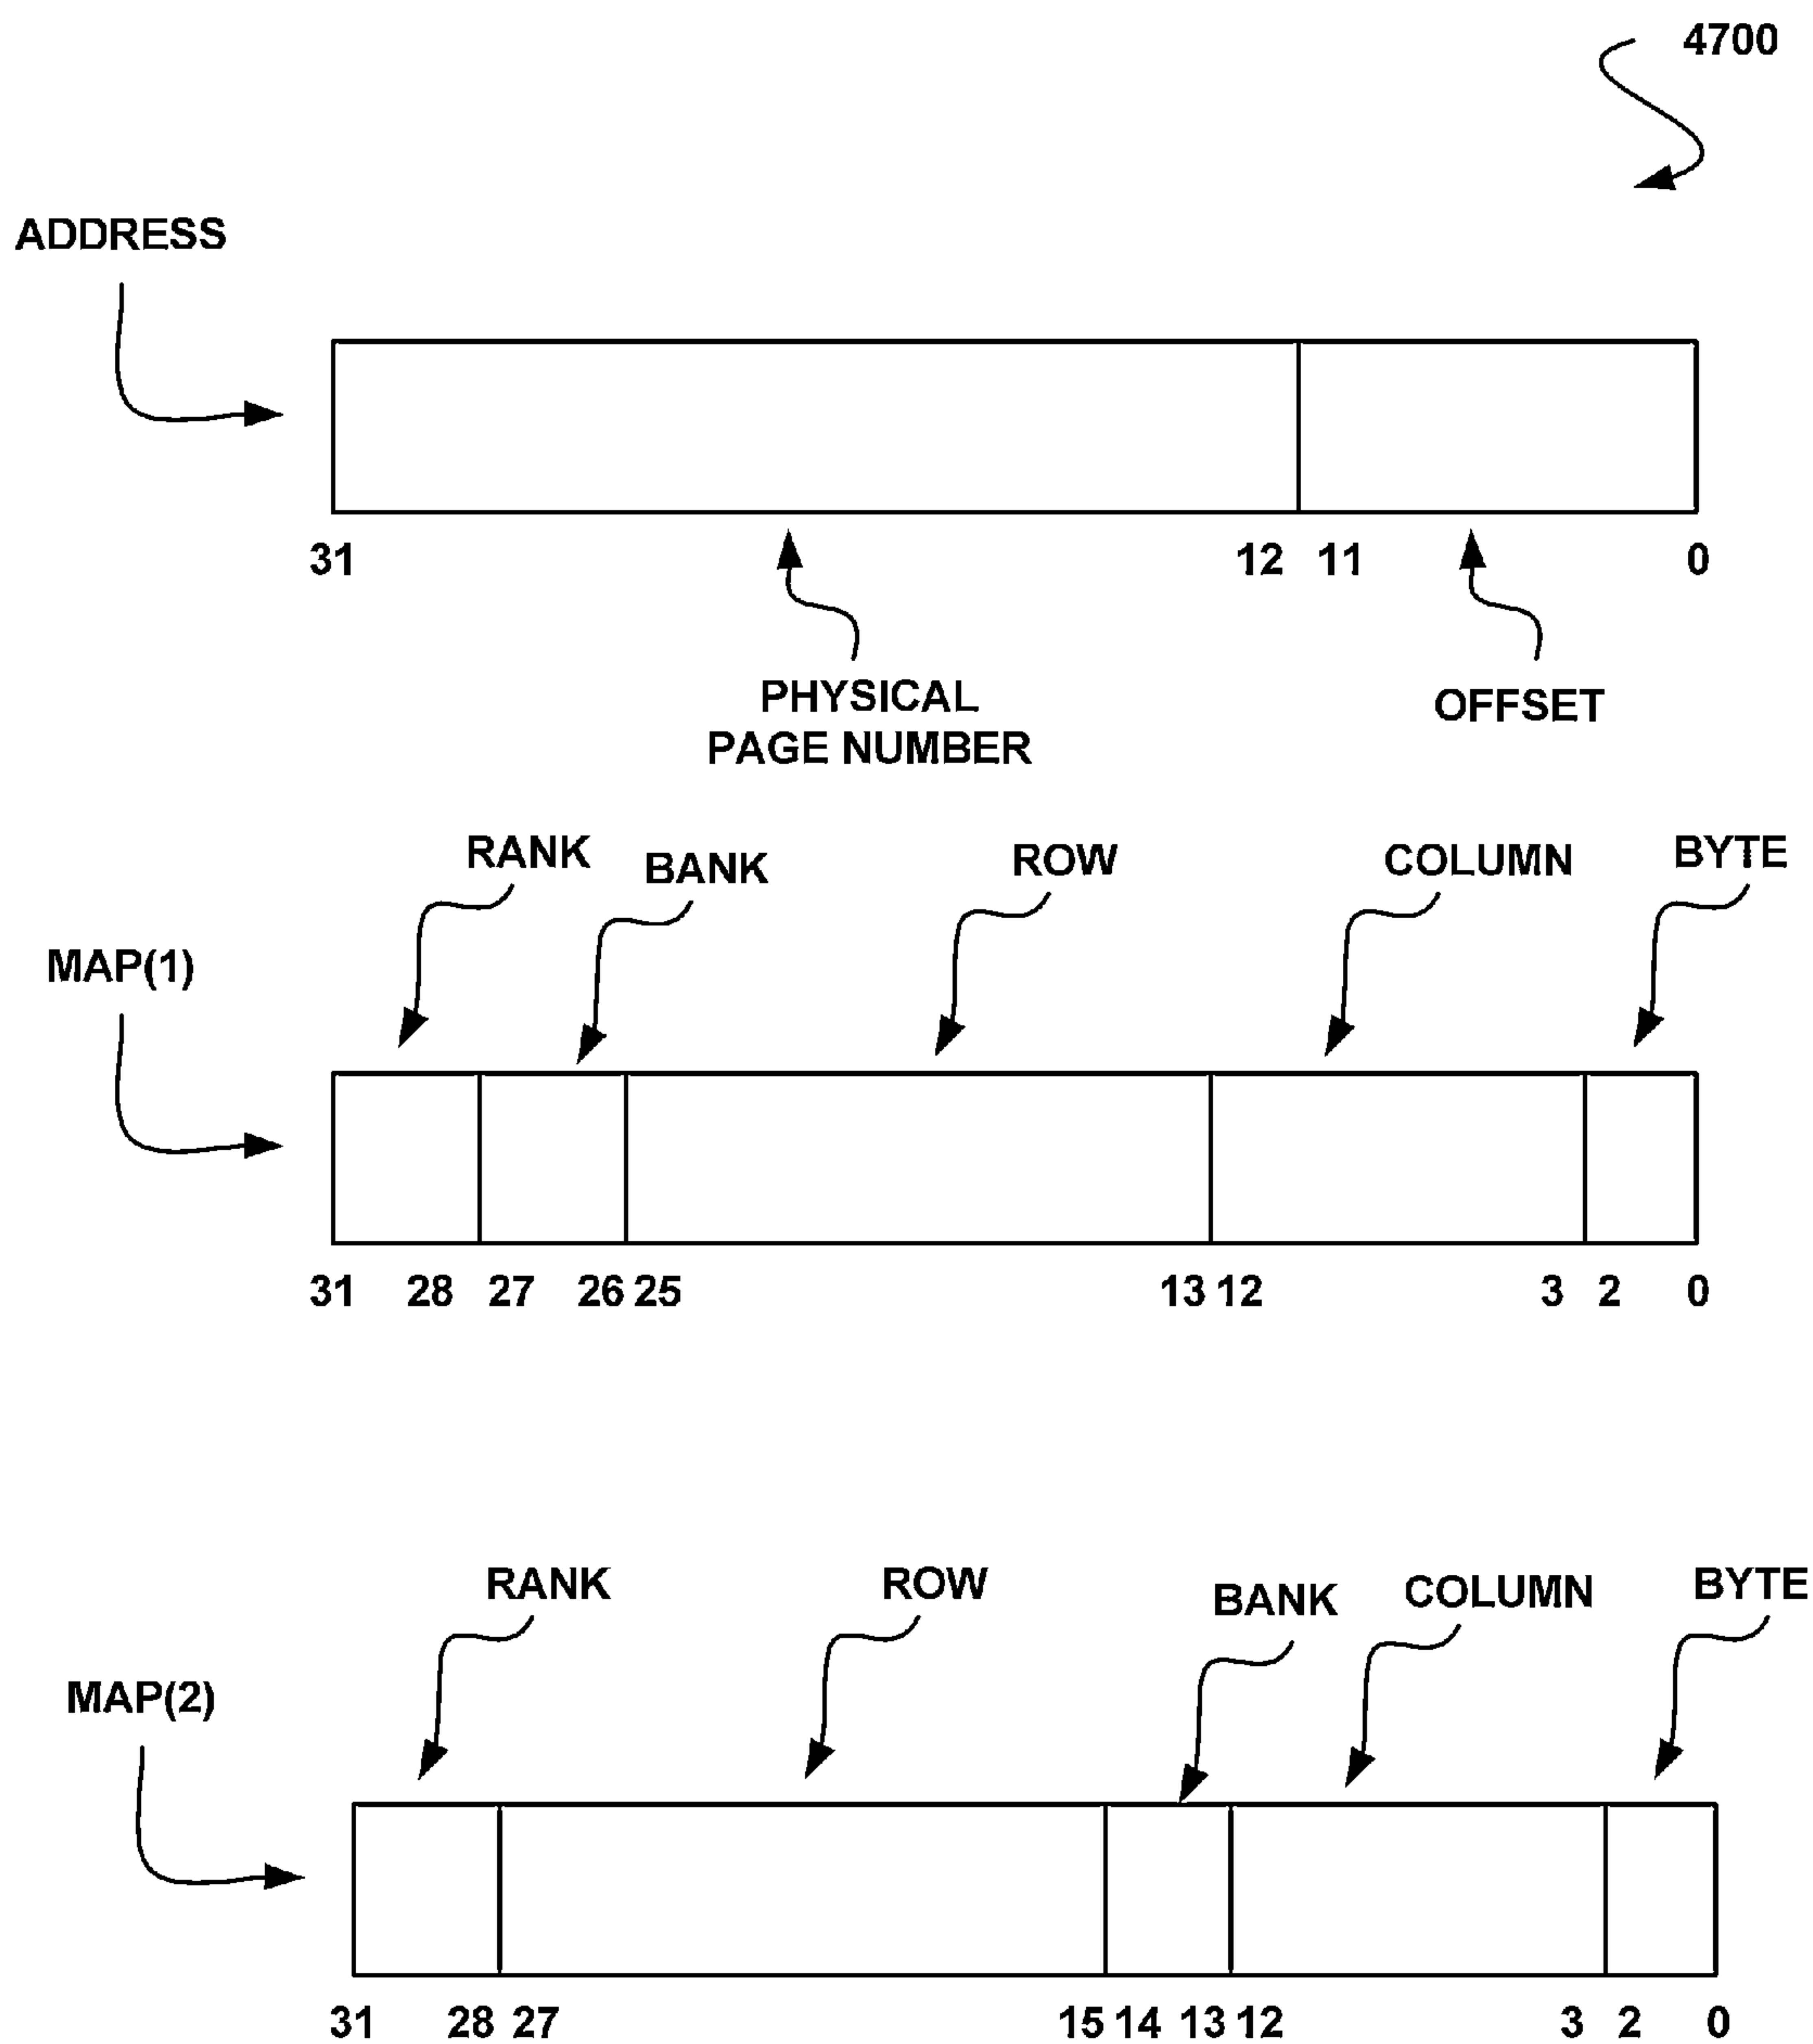 4700
ADDRESS
31 12 11 0
PHYSICAL
PAGE NUMBER
OFFSET
RANK BANK ROW COLUMN BYTE
MAP(1)
31 28 27 26 25 13 12 3 2 0
RANK ROW BANK COLUMN BYTE
MAP(2)
31 28 27 15 14 13 12 3 2 0